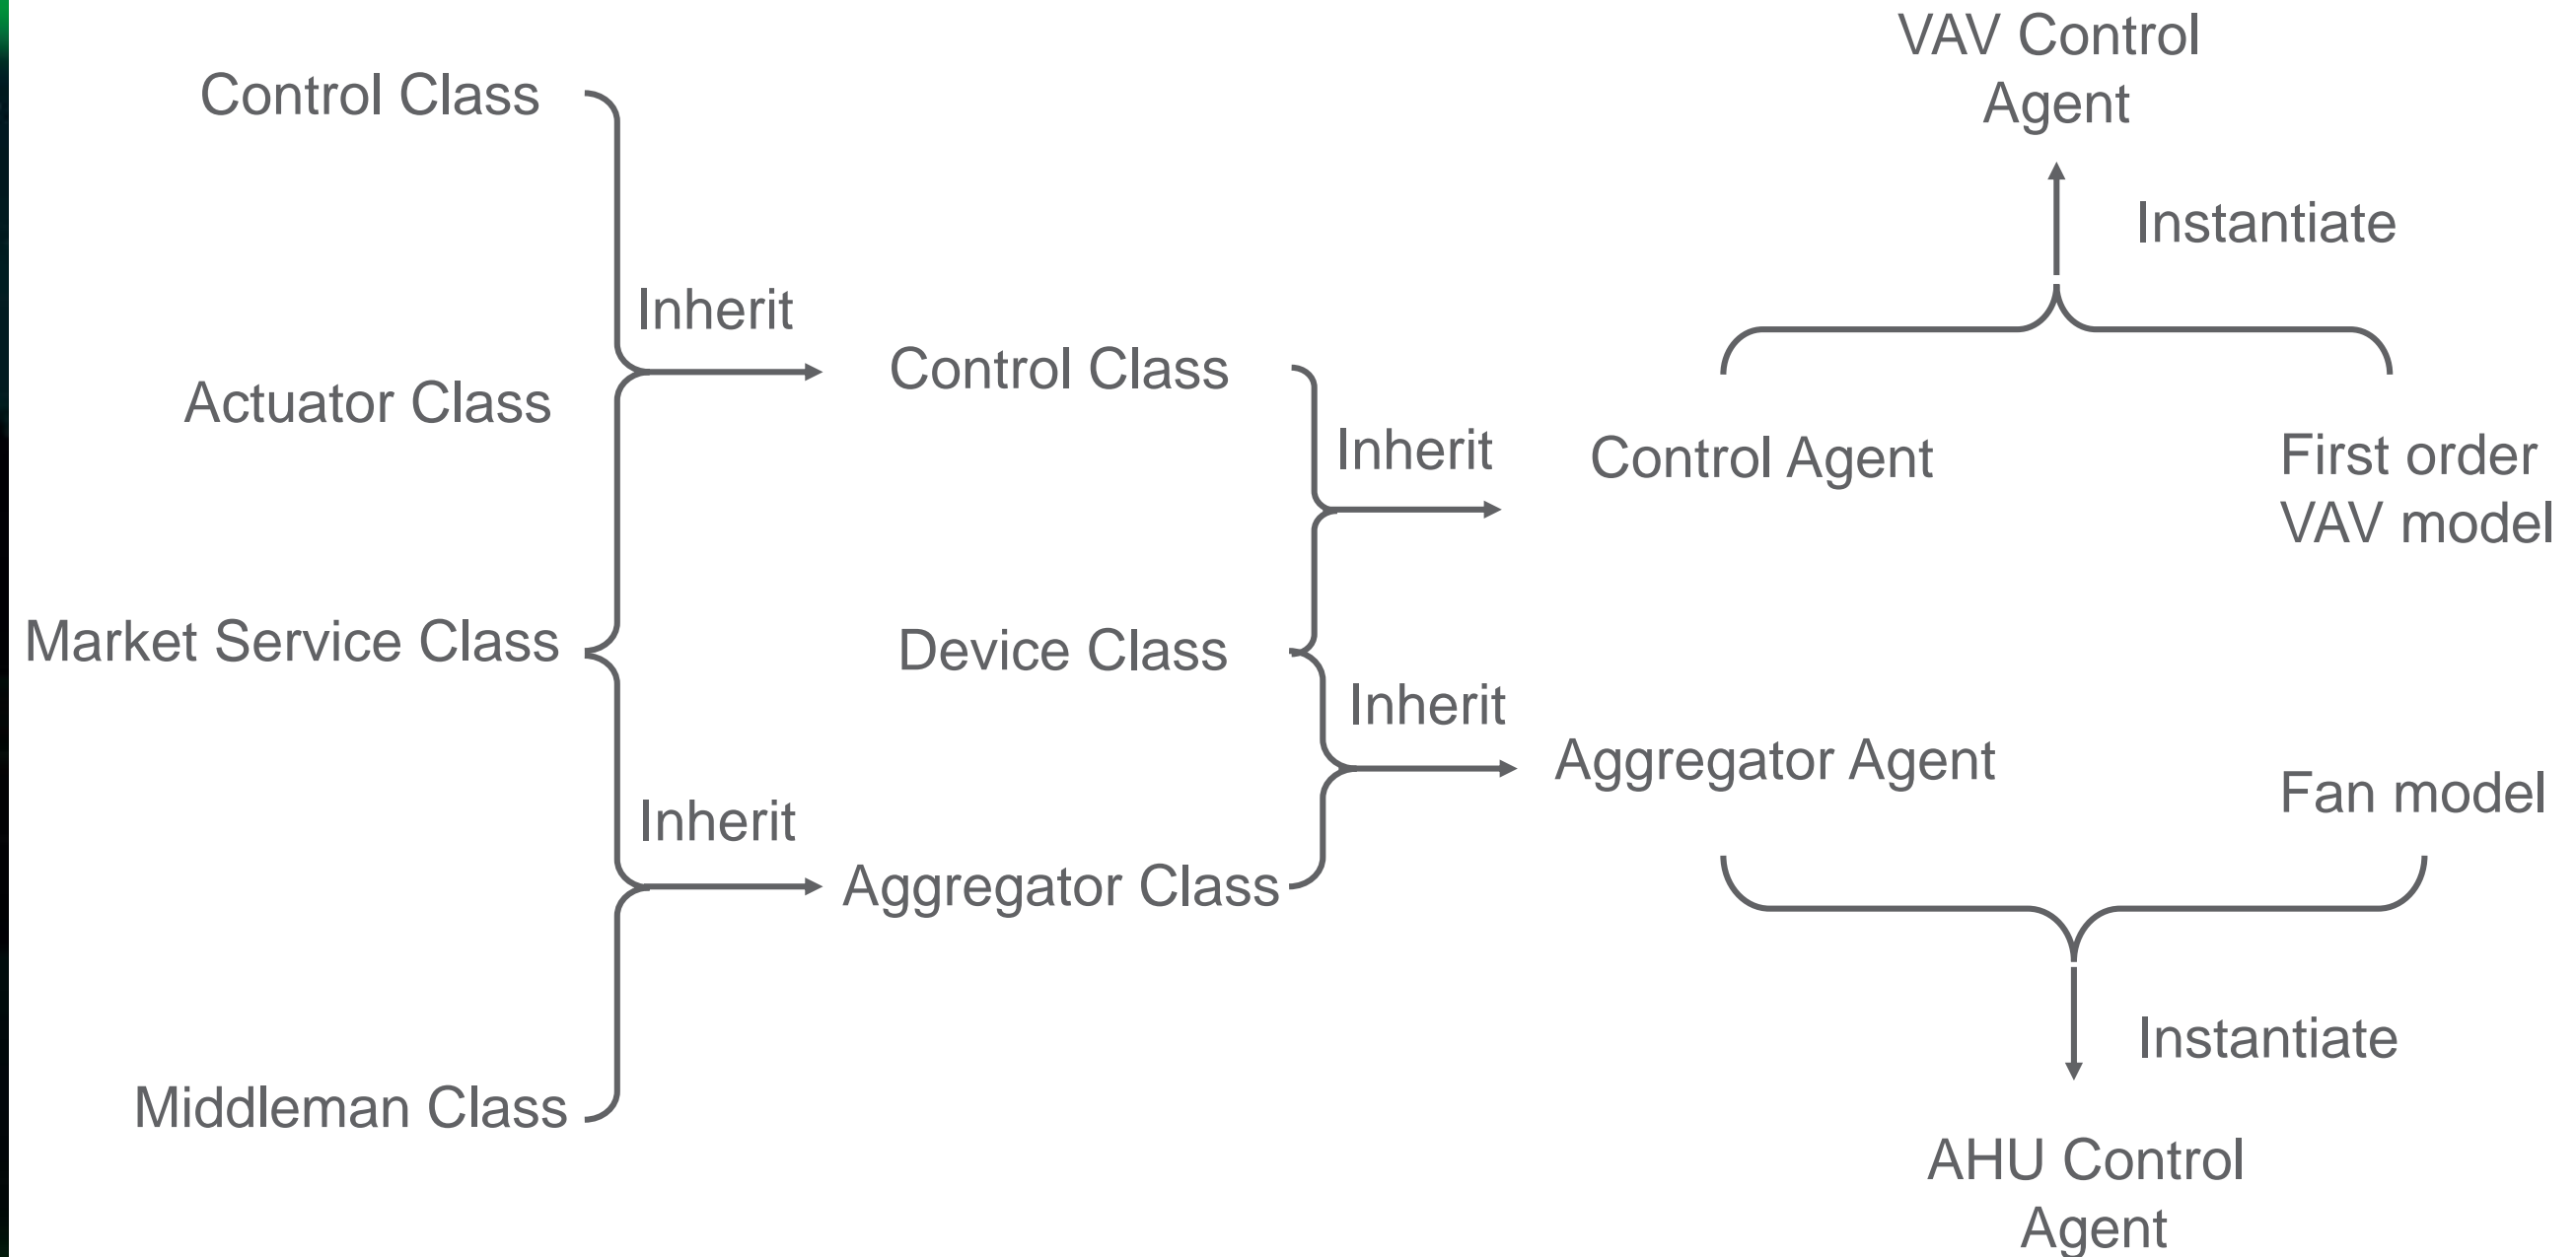 VAV Control
Agent
Control Class
Instantiate
Inherit
Control Class
Actuator Class
Inherit
Control Agent
First order
VAV model
Market Service Class
Device Class
Inherit
Aggregator Agent
Fan model
Inherit
Aggregator Class
Instantiate
Middleman Class
AHU Control
Agent